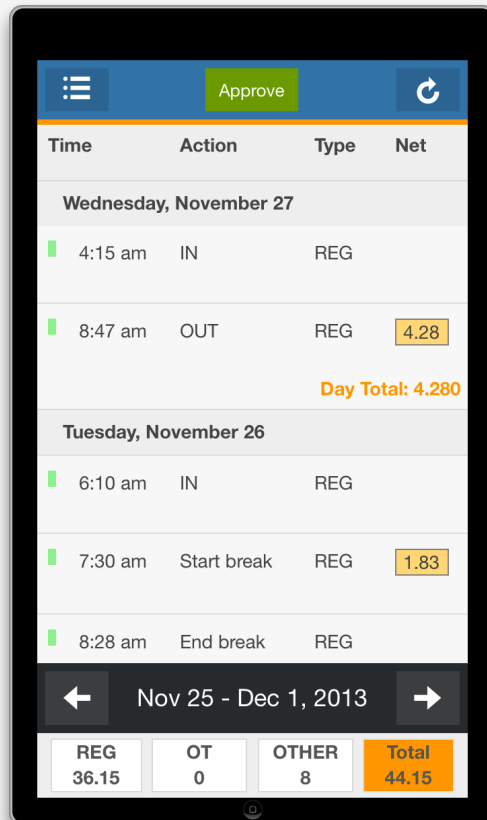 Approve
Time Action Type Net
Wednesday, November 27
4:15 am IN REG
8:47 am OUT REG 4.28
Day Total: 4.280
Tuesday, November 26
6:10 am IN REG
7:30 am Start break REG 1.83
8:28 am End break REG
Nov 25 - Dec 1, 2013
REG OT OTHER Total
36.15 0 8 44.15